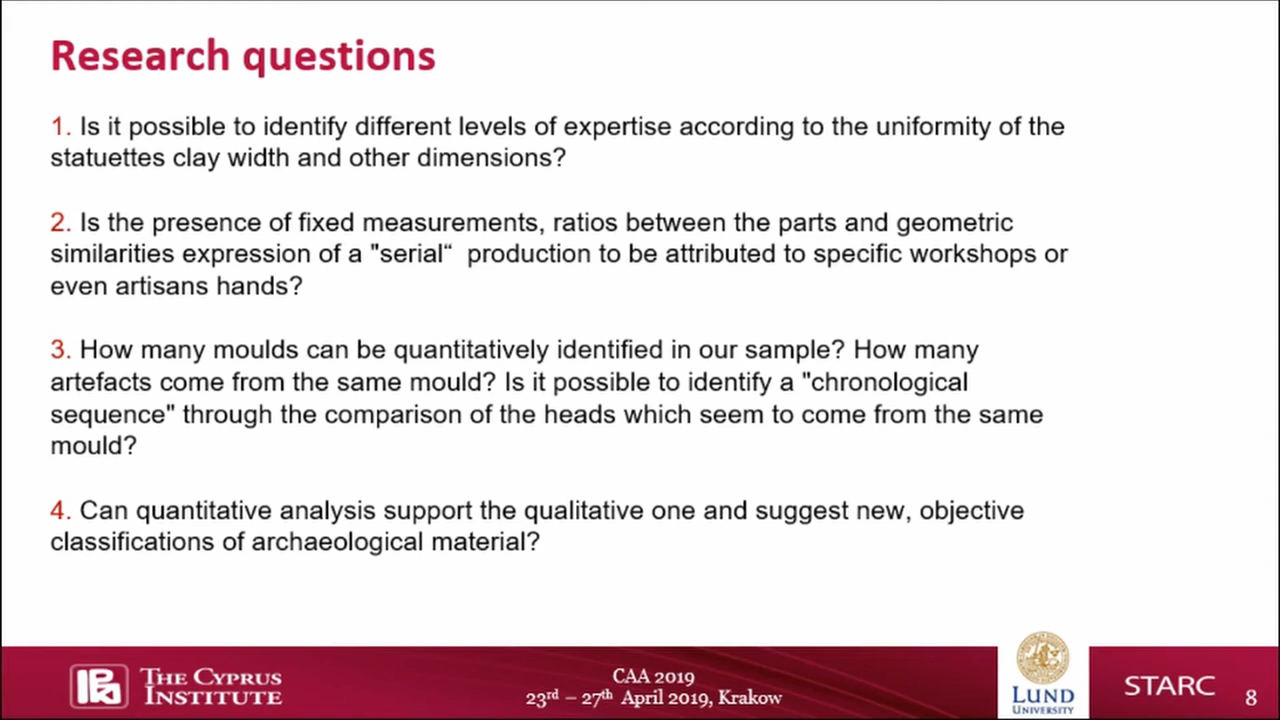 Research questions
1. Is it possible to identify different levels of expertise according to the uniformity of the
statuettes clay width and other dimensions?
2. Is the presence of fixed measurements, ratios between the parts and geometric
similarities expression of a "serial“ production to be attributed to specific workshops or
even artisans hands?
3. How many moulds can be quantitatively identified in our sample? How many
artefacts come from the same mould? Is it possible to identify a "chronological
sequence" through the comparison of the heads which seem to come from the same
mould?
4. Can quantitative analysis support the qualitative one and suggest new, objective
classifications of archaeological material?
THE CYPRUS
INSTITUTE
CAA 2019
23rd – 27th April 2019, Krakow
LUND
UNIVERSITY
STARC
8